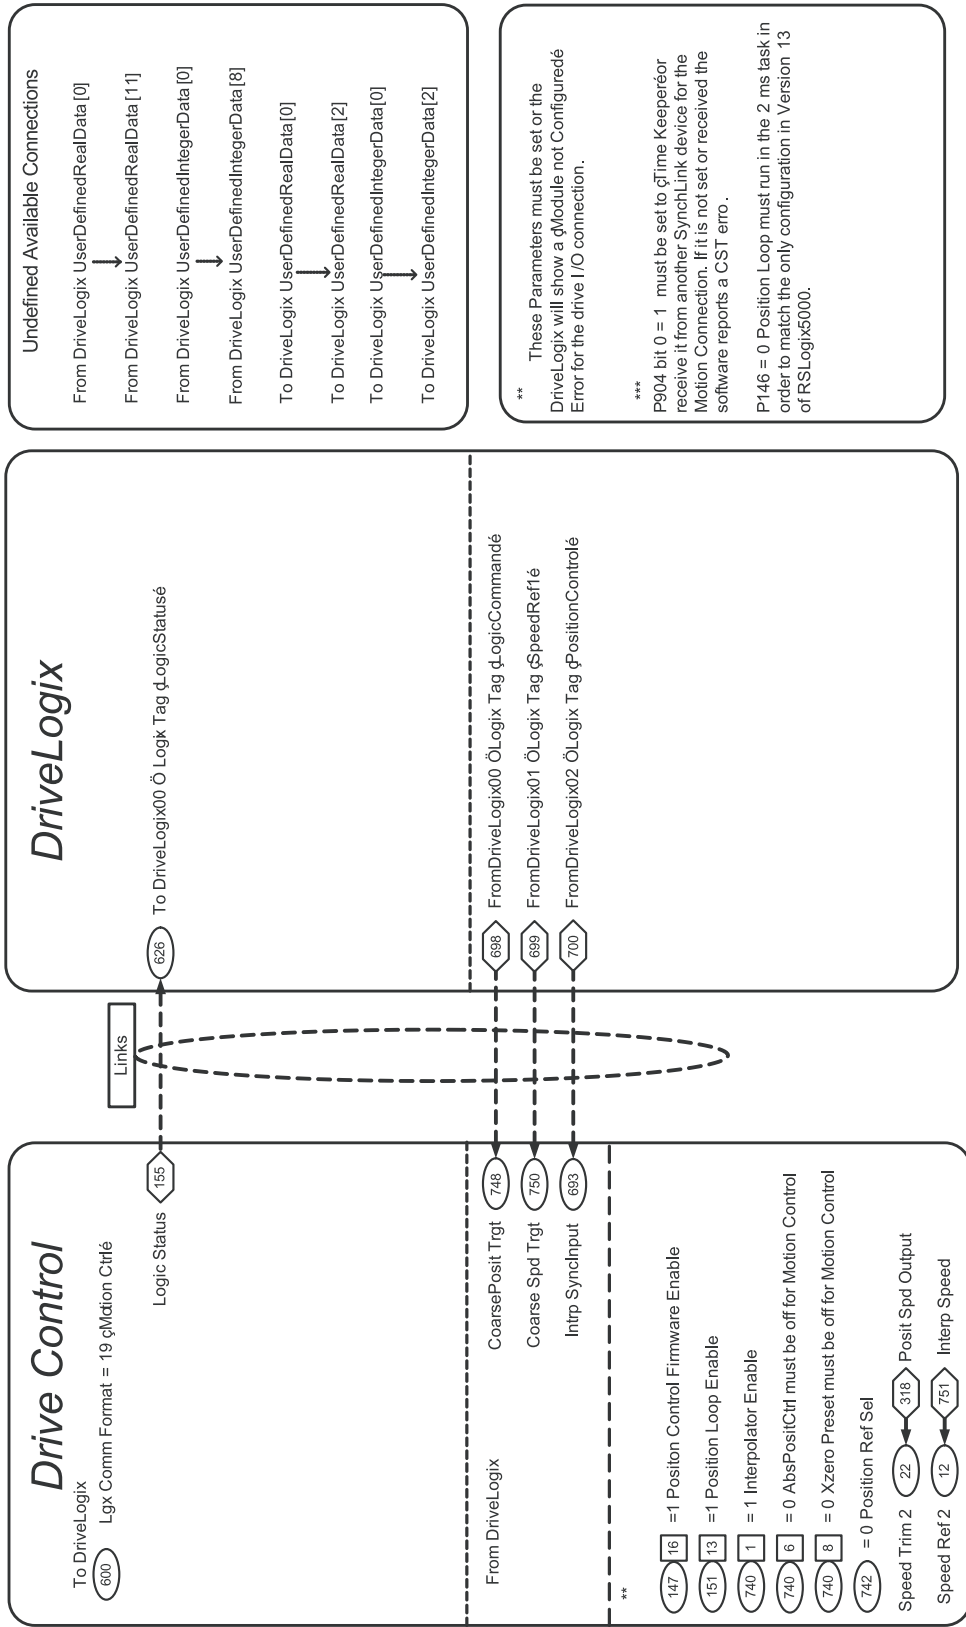 Drive Control
To DriveLogix
600
Lgx Comm Format = 19 çMotion Ctrlé
Logic Status
155
From DriveLogix
CoarsePosit Trgt
748
Coarse Spd Trgt
750
Intrp SyncInput
693
**
147 16 =1 Positon Control Firmware Enable
151 13 =1 Position Loop Enable
740 1 = 1 Interpolator Enable
740 6 = 0 AbsPositCtrl must be off for Motion Control
740 8 = 0 Xzero Preset must be off for Motion Control
742 = 0 Position Ref Sel
Speed Trim 2 22 318 Posit Spd Output
Speed Ref 2 12 751 Interp Speed
Links
DriveLogix
626 To DriveLogix00 Ö Logix Tag çLogicStatusé
698 FromDriveLogix00 ÖLogix Tag çLogicCommandé
699 FromDriveLogix01 ÖLogix Tag çSpeedRef1é
700 FromDriveLogix02 ÖLogix Tag çPositionControlé
Undefined Available Connections
From DriveLogix UserDefinedRealData[0]
From DriveLogix UserDefinedRealData [11]
From DriveLogix UserDefinedIntegerData [0]
From DriveLogix UserDefinedIntegerData [8]
To DriveLogix UserDefinedRealData[0]
To DriveLogix UserDefinedRealData[2]
To DriveLogix UserDefinedIntegerData[0]
To DriveLogix UserDefinedIntegerData[2]
**
These Parameters must be set or the
DriveLogix will show a çModule not Configuredé
Error for the drive I /O connection.
***
P904 bit 0 = 1 must be set to çTime Keeperéor
receive it from another SynchLink device for the
Motion Connection. If it is not set or received the
software reports a CST erro.
P146 = 0 Position Loop must run in the 2 ms task in
order to match the only configuration in Version 13
of RSLogix5000.